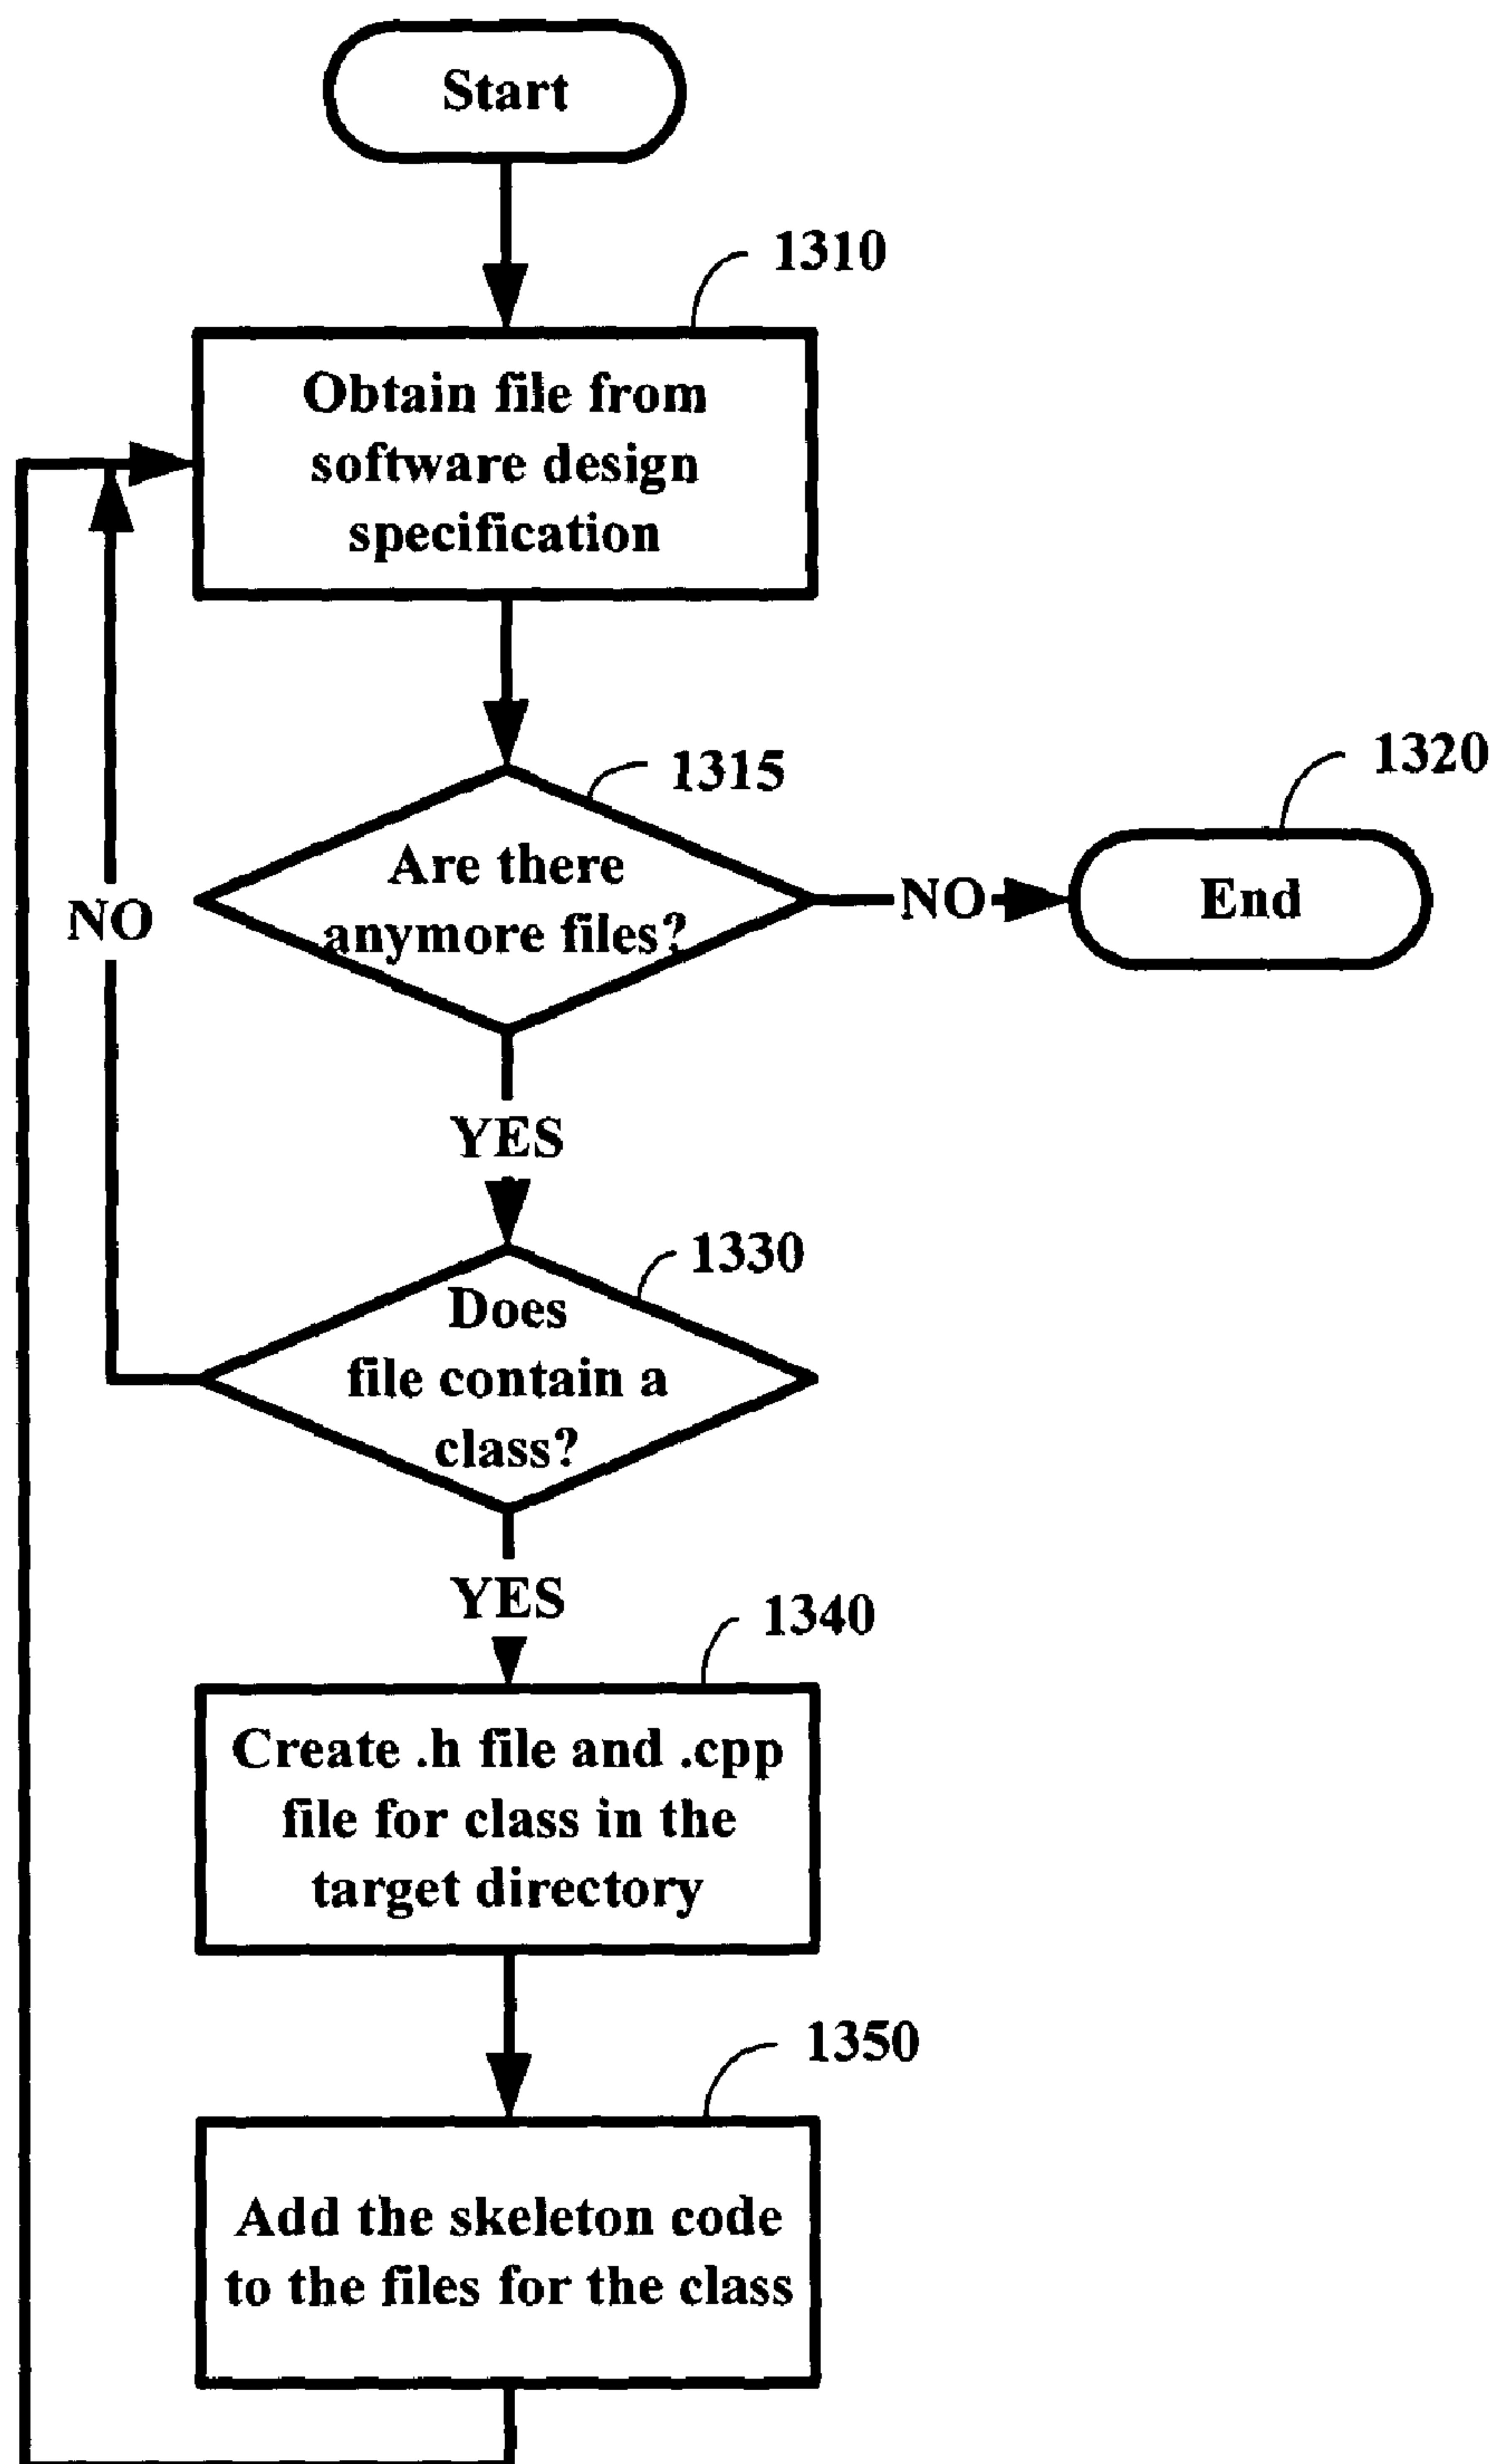 Start
1310
Obtain file from
software design
specification
1315
Are there
anymore files?
NO
1320
End
NO
YES
1330
Does
file contain a
class?
YES
1340
Create .h file and .cpp
file for class in the
target directory
1350
Add the skeleton code
to the files for the class